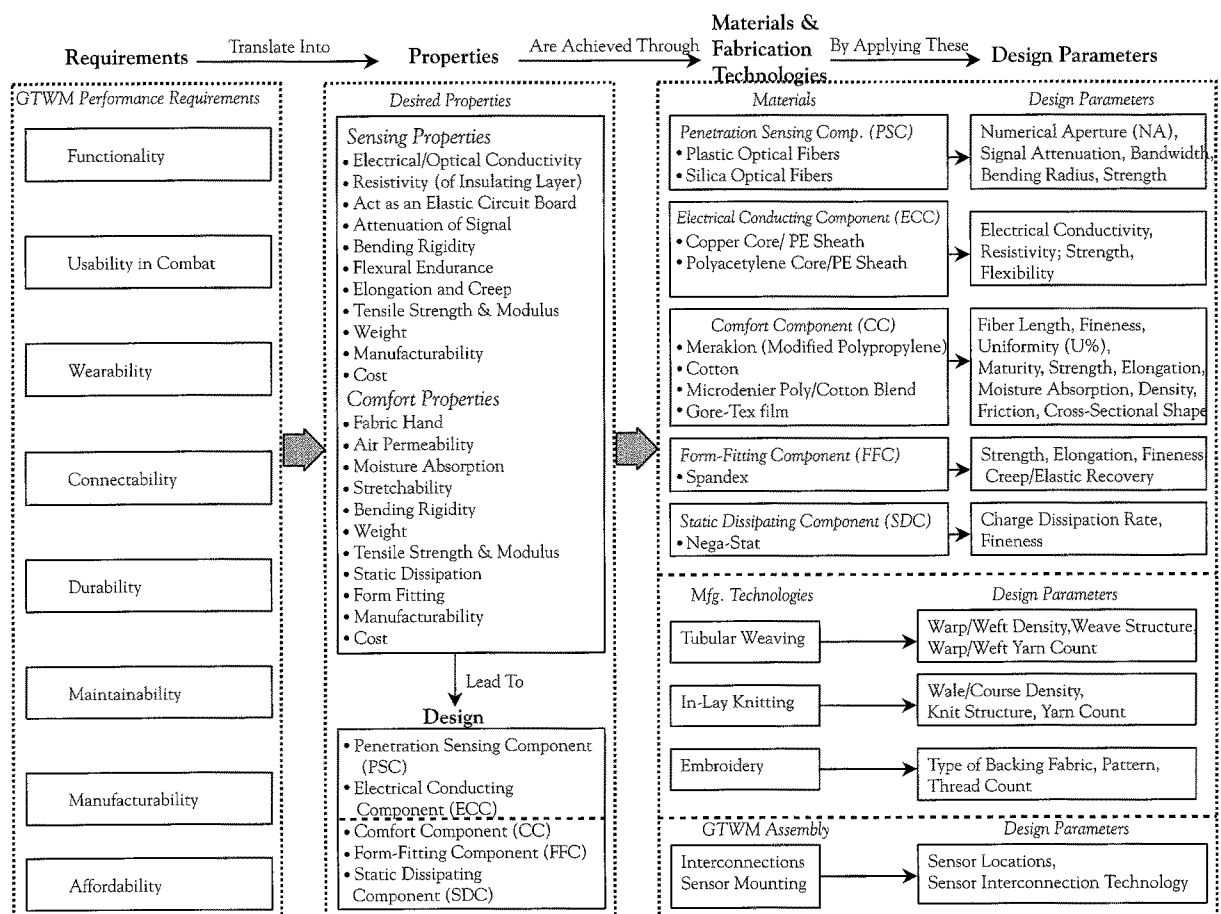 Requirements
Translate Into
Properties
Are Achieved Through
Materials &
Fabrication
Technologies
By Applying These
Design Parameters
GTWM Performance Requirements
Functionality
Usability in Combat
Wearability
Connectability
Durability
Maintainability
Manufacturability
Affordability
Desired Properties
Sensing Properties
• Electrical/Optical Conductivity
• Resistivity (of Insulating Layer)
• Act as an Elastic Circuit Board
• Attenuation of Signal
• Bending Rigidity
• Flexural Endurance
• Elongation and Creep
• Tensile Strength & Modulus
• Weight
• Manufacturability
• Cost
Comfort Properties
• Fabric Hand
• Air Permeability
• Moisture Absorption
• Stretchability
• Bending Rigidity
• Weight
• Tensile Strength & Modulus
• Static Dissipation
• Form Fitting
• Manufacturability
• Cost
Lead To
Design
• Penetration Sensing Component
(PSC)
• Electrical Conducting
Component (ECC)
• Comfort Component (CC)
• Form-Fitting Component (FFC)
• Static Dissipating
Component (SDC)
Materials
Design Parameters
Penetration Sensing Comp. (PSC)
• Plastic Optical Fibers
• Silica Optical Fibers
Numerical Aperture (NA),
Signal Attenuation, Bandwidth,
Bending Radius, Strength
Electrical Conducting Component (ECC)
• Copper Core/ PE Sheath
• Polyacetylene Core/PE Sheath
Electrical Conductivity,
Resistivity; Strength,
Flexibility
Comfort Component (CC)
• Meraklon (Modified Polypropylene)
• Cotton
• Microdenier Poly/Cotton Blend
• Gore-Tex film
Fiber Length, Fineness,
Uniformity (U%),
Maturity, Strength, Elongation,
Moisture Absorption, Density,
Friction, Cross-Sectional Shape
Form-Fitting Component (FFC)
• Spandex
Strength, Elongation, Fineness
Creep/Elastic Recovery
Static Dissipating Component (SDC)
• Nega-Stat
Charge Dissipation Rate,
Fineness
Mfg. Technologies
Design Parameters
Tubular Weaving
Warp/Weft Density,Weave Structure,
Warp/Weft Yarn Count
In-Lay Knitting
Wale/Course Density,
Knit Structure, Yarn Count
Embroidery
Type of Backing Fabric, Pattern,
Thread Count
GTWM Assembly
Design Parameters
Interconnections
Sensor Mounting
Sensor Locations,
Sensor Interconnection Technology